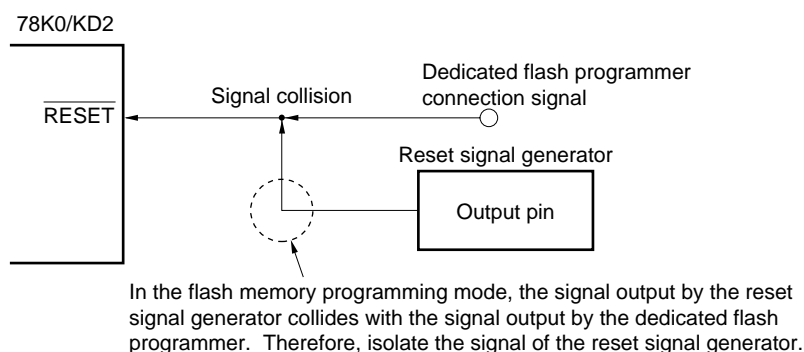 78K0/KD2
Dedicated flash programmer
connection signal
Signal collision
RESET
Reset signal generator
Output pin
In the flash memory programming mode, the signal output by the reset
signal generator collides with the signal output by the dedicated flash
programmer. Therefore, isolate the signal of the reset signal generator.